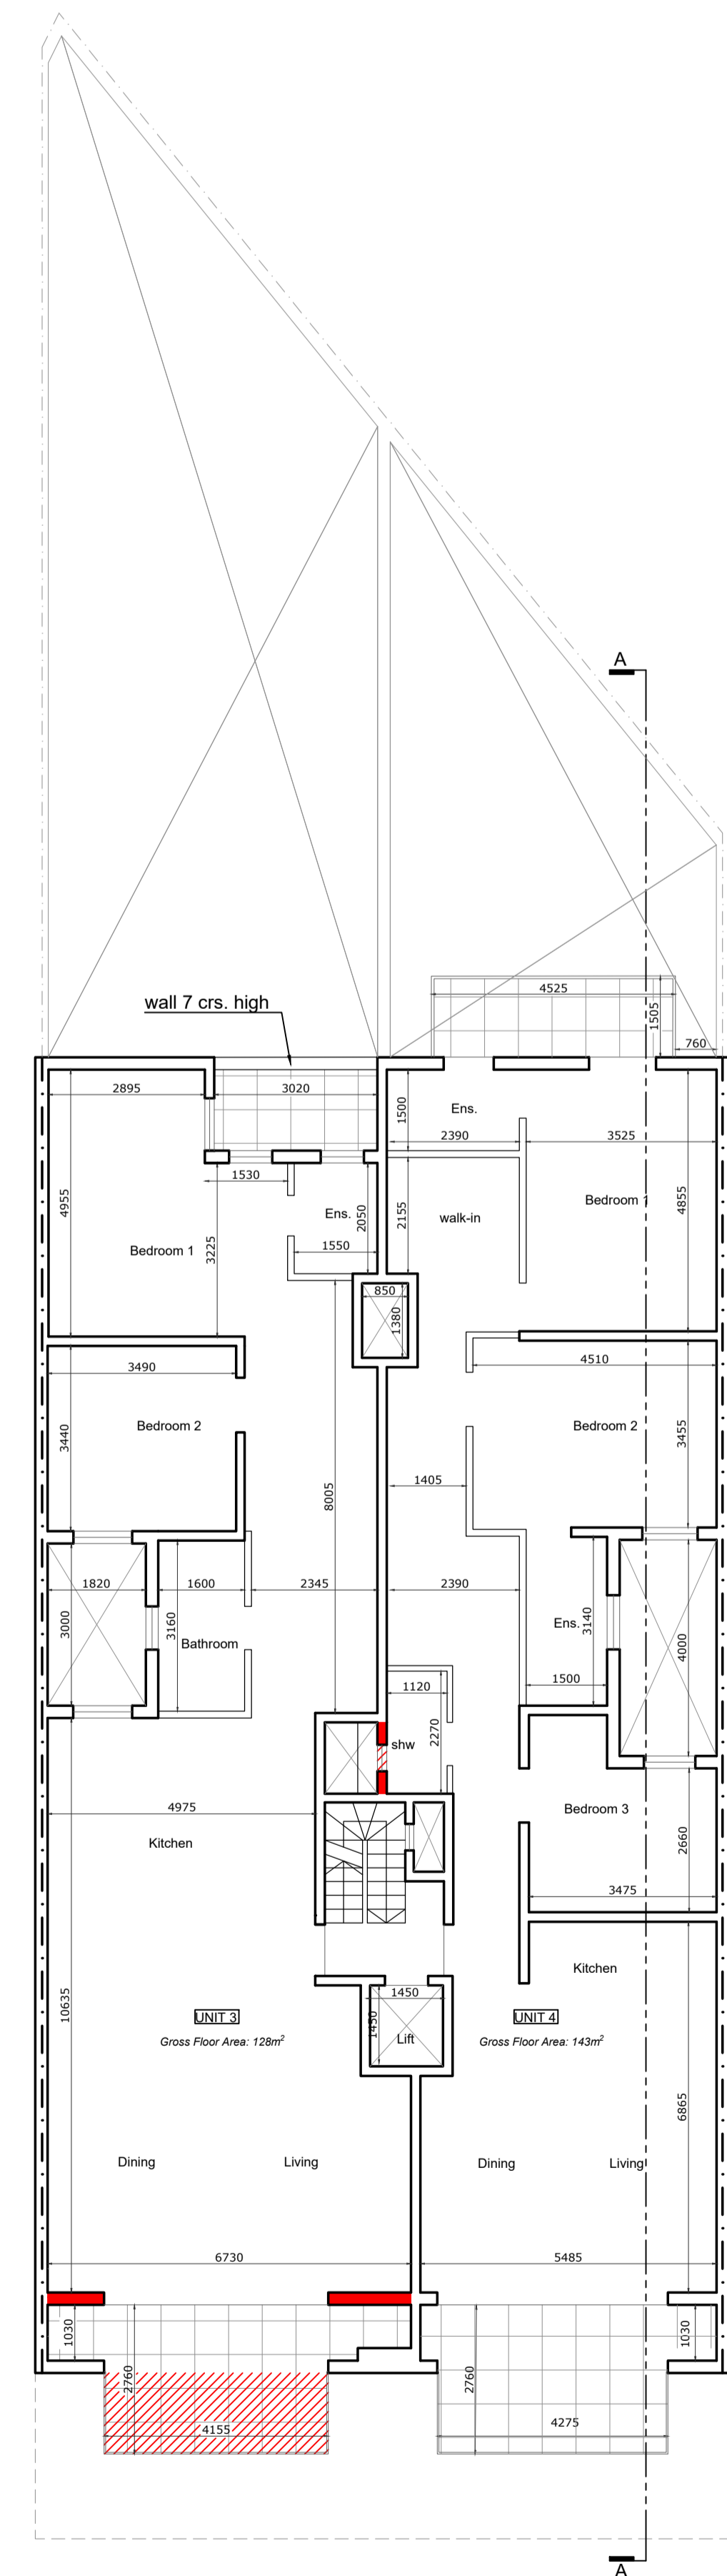 A
wall 7 crs. high
4525
1505
760
2895
3020
1500
Ens.
2390
3525
1530
4955
3225
Ens.
2050
1550
2155
walk-in
Bedroom 1
4855
Bedroom 1
850
1380
3490
4510
3440
Bedroom 2
Bedroom 2
3455
8005
1405
1820
1600
2345
2390
3000
3160
Bathroom
Ens.
3140
4000
1500
1120
shw
2270
4975
Kitchen
Bedroom 3
2660
3475
Kitchen
10635
1450
1450
Lift
UNIT 3
Gross Floor Area: 128m²
UNIT 4
Gross Floor Area: 143m²
6865
Dining
Living
Dining
Living
6730
5485
1030
2760
2760
1030
4155
4275
A